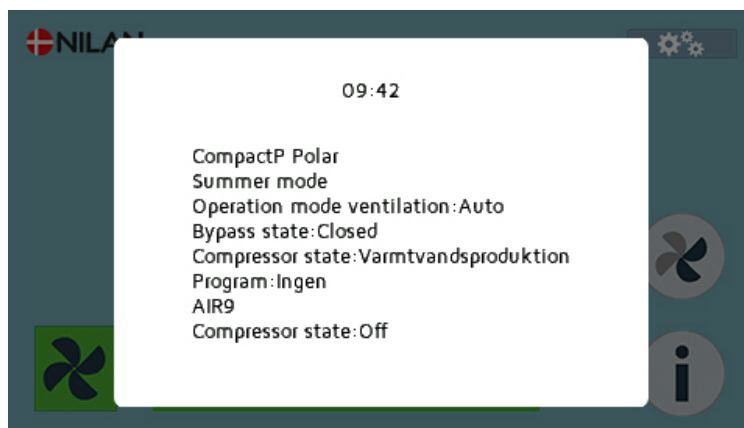 NILAN
09:42
CompactP Polar
Summer mode
Operation mode ventilation:Auto
Bypass state:Closed
Compressor state:Varmtvandsproduktion
Program:Ingen
AIR9
Compressor state:Off
i